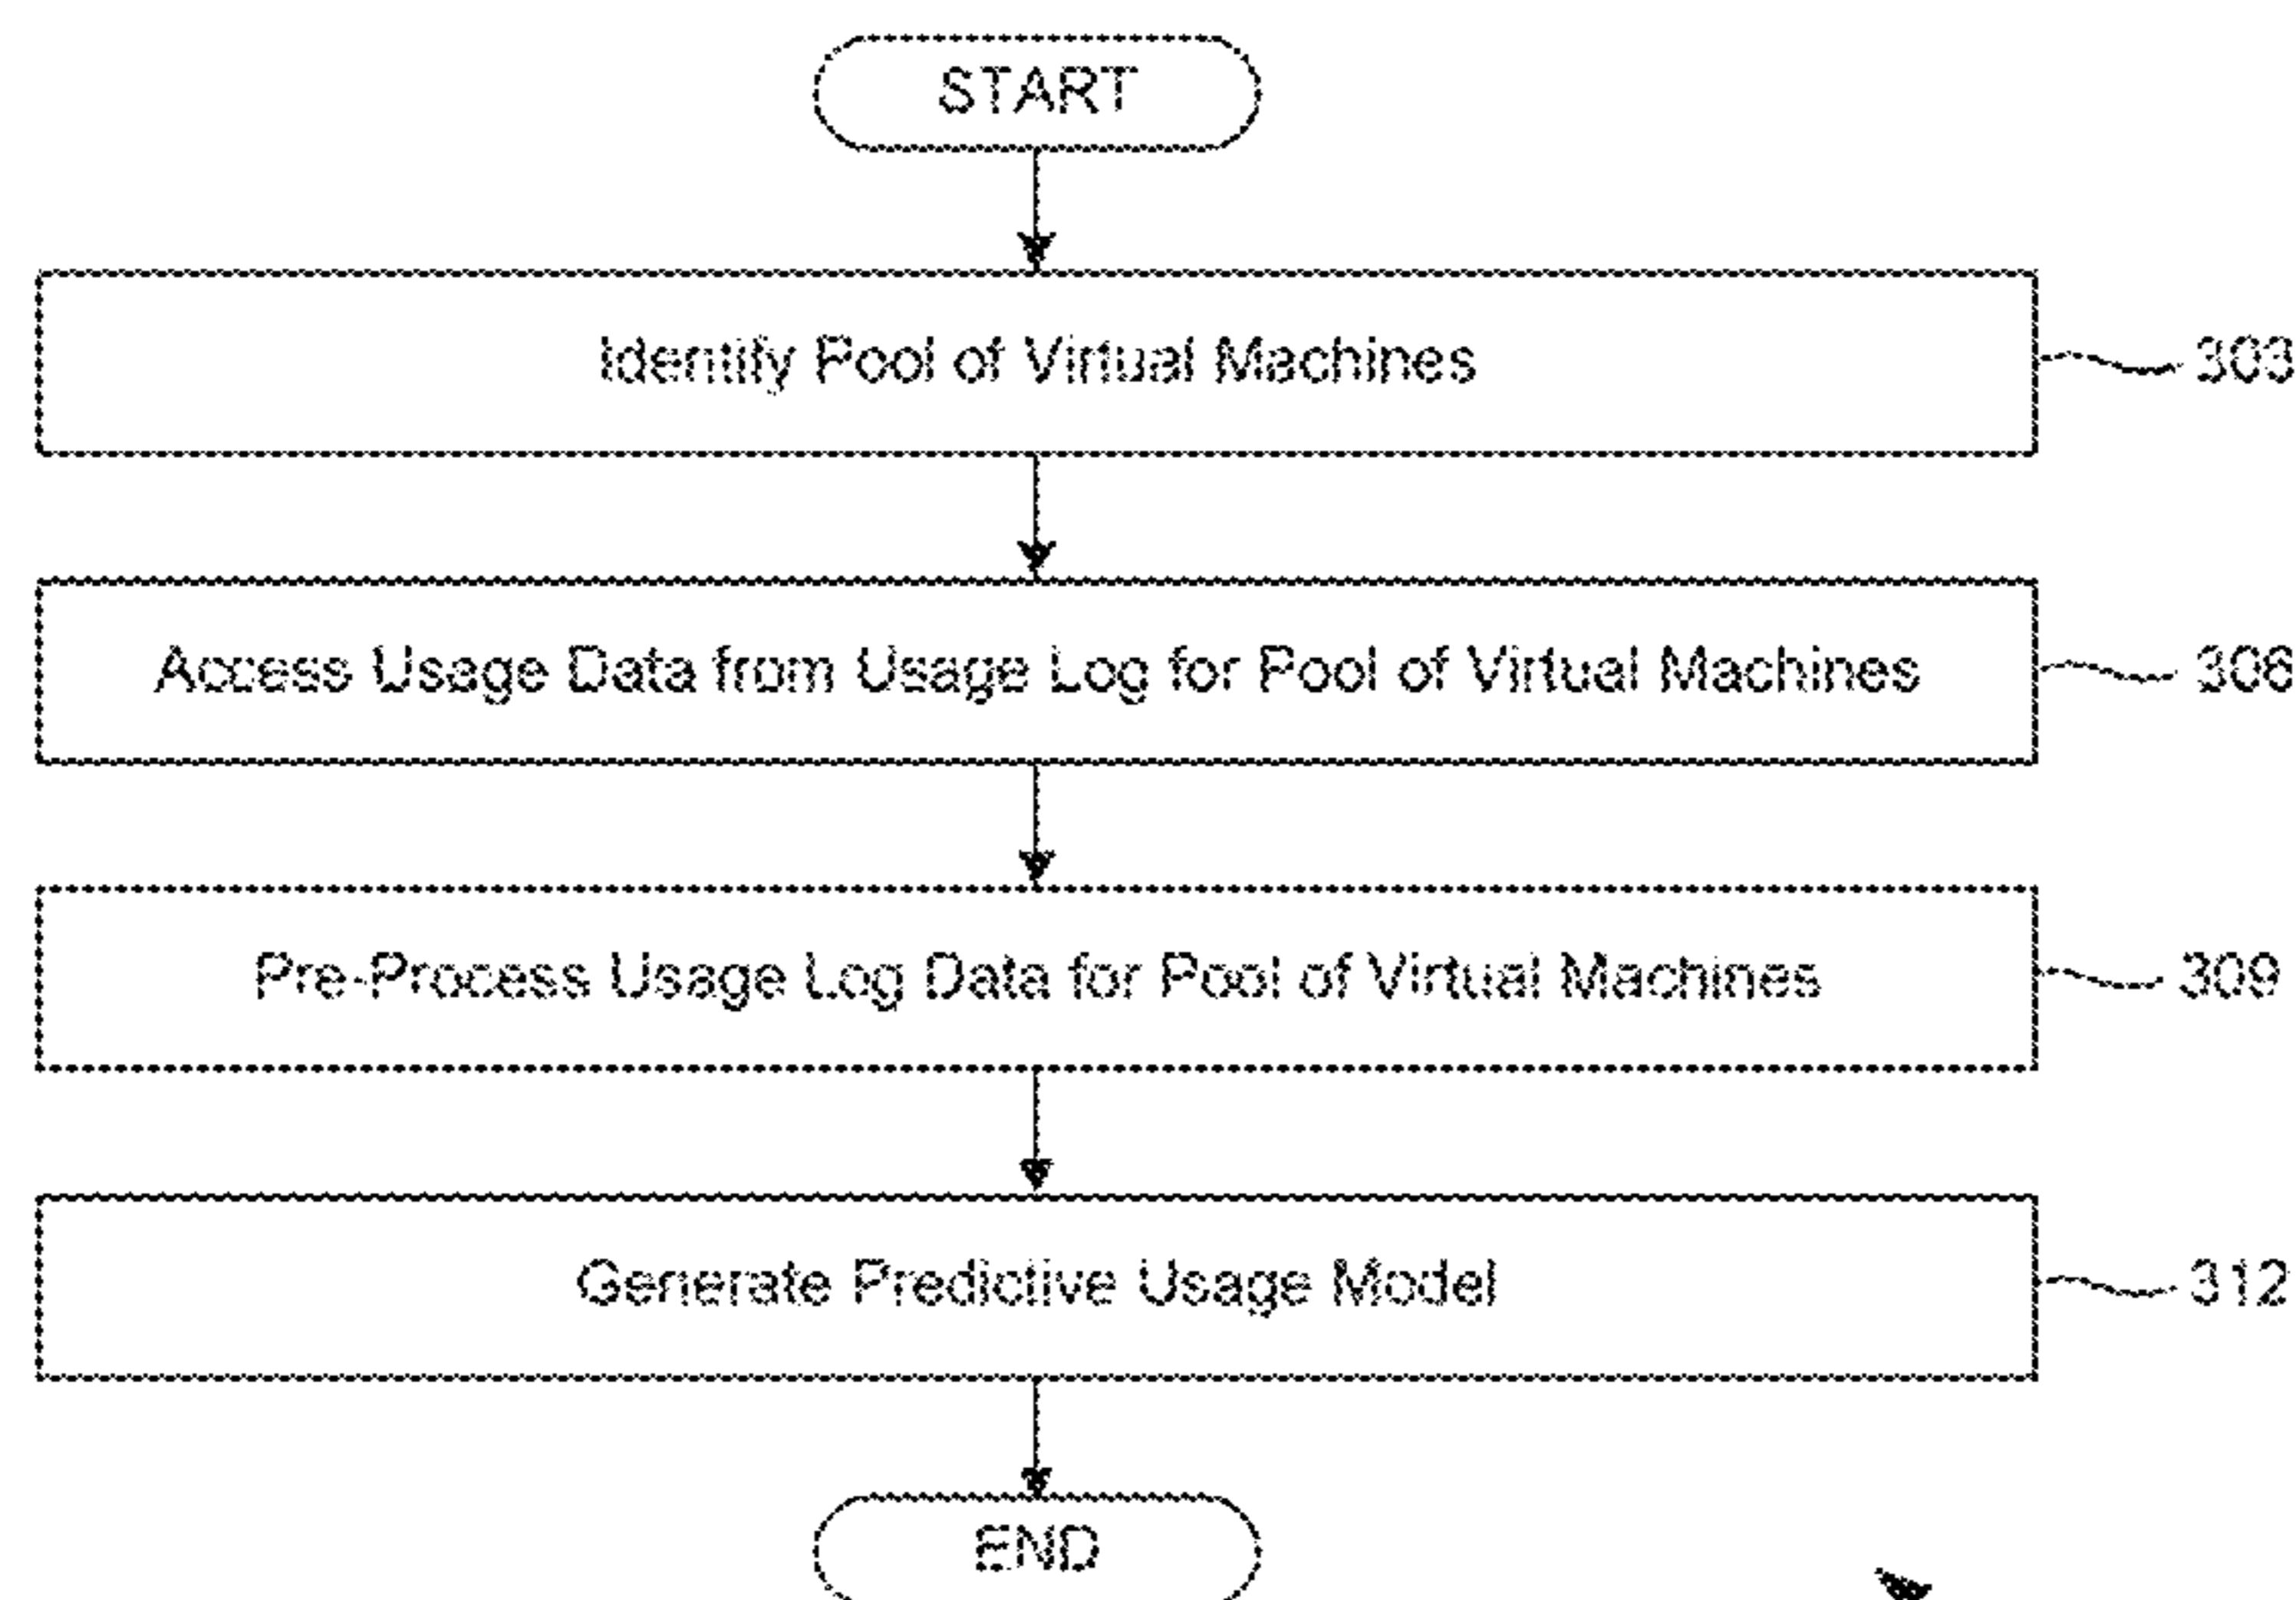 START
Identify Pool of Virtual Machines
303
Access Usage Data from Usage Log for Pool of Virtual Machines
306
Pre-Process Usage Log Data for Pool of Virtual Machines
309
Generate Predictive Usage Model
312
END